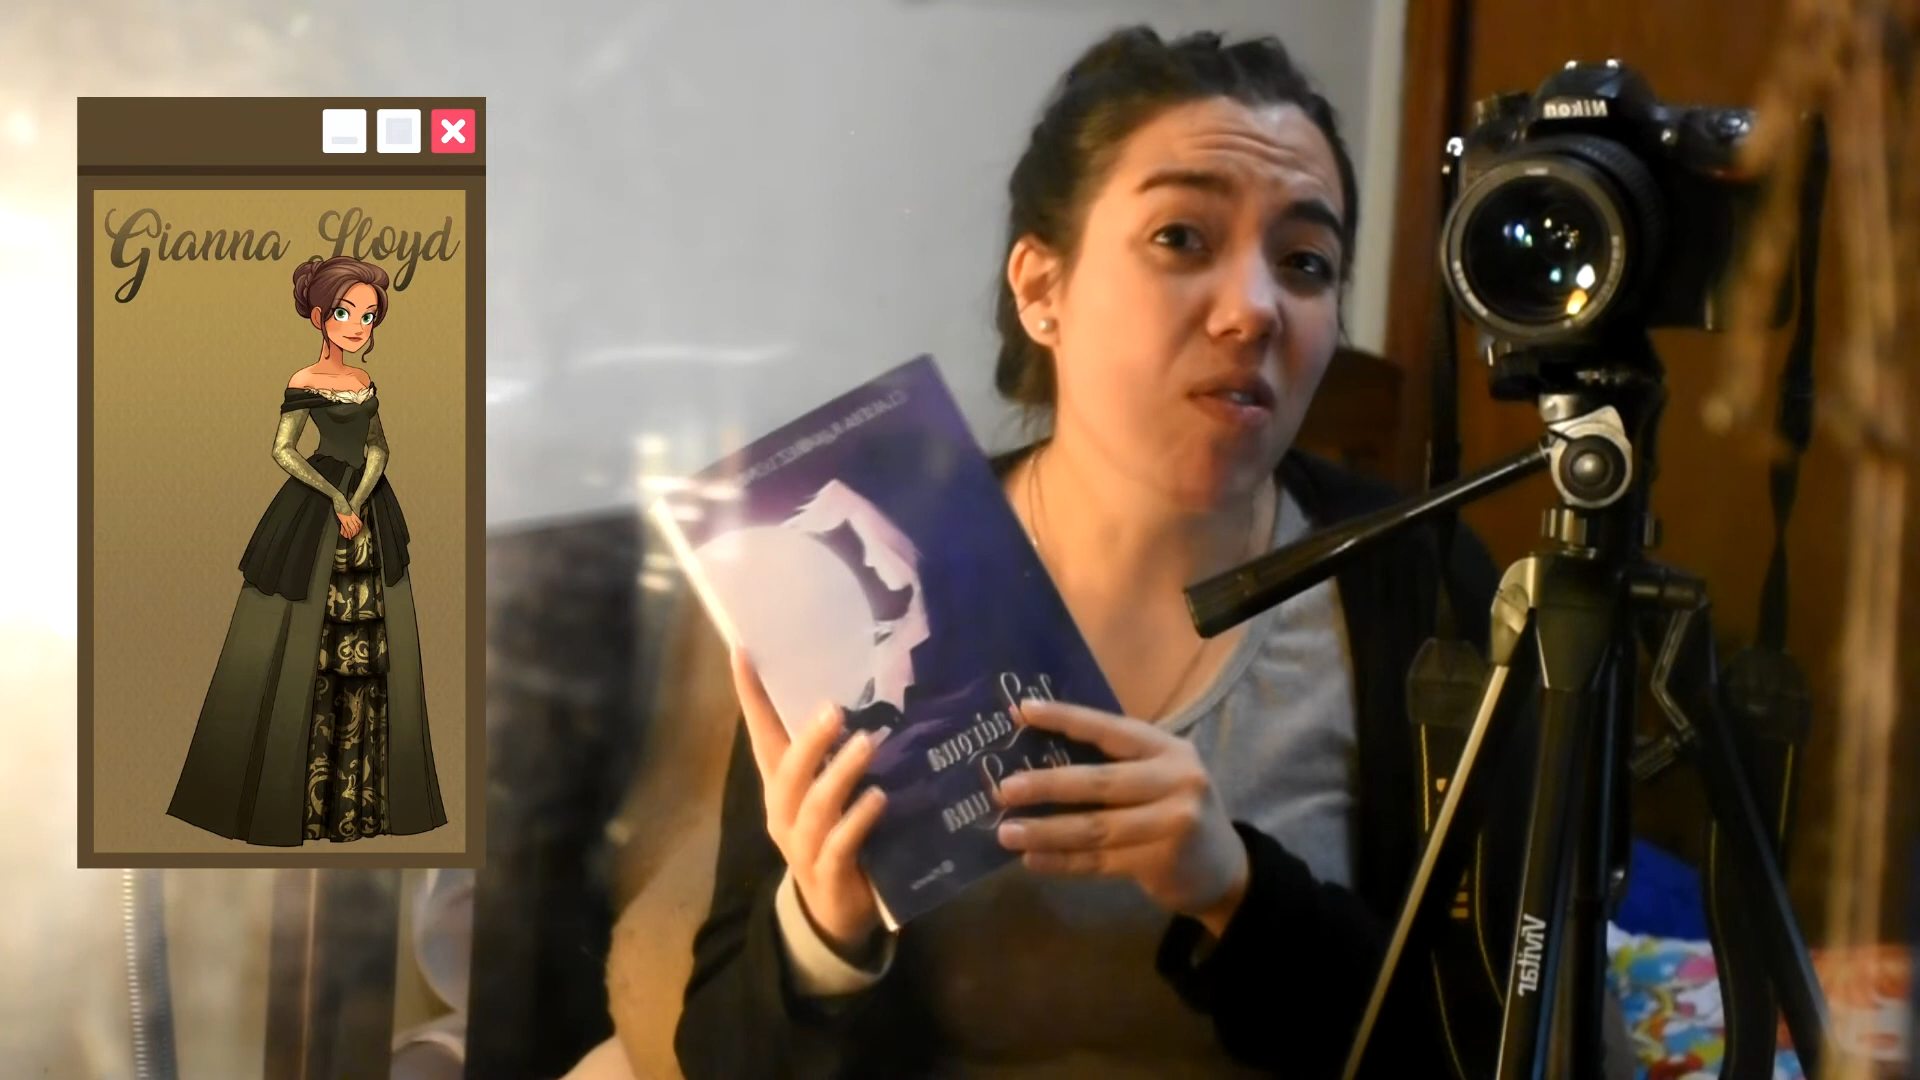 Gianna Lloyd
Nikon
La Ladrona
de la Luna
Vivitar